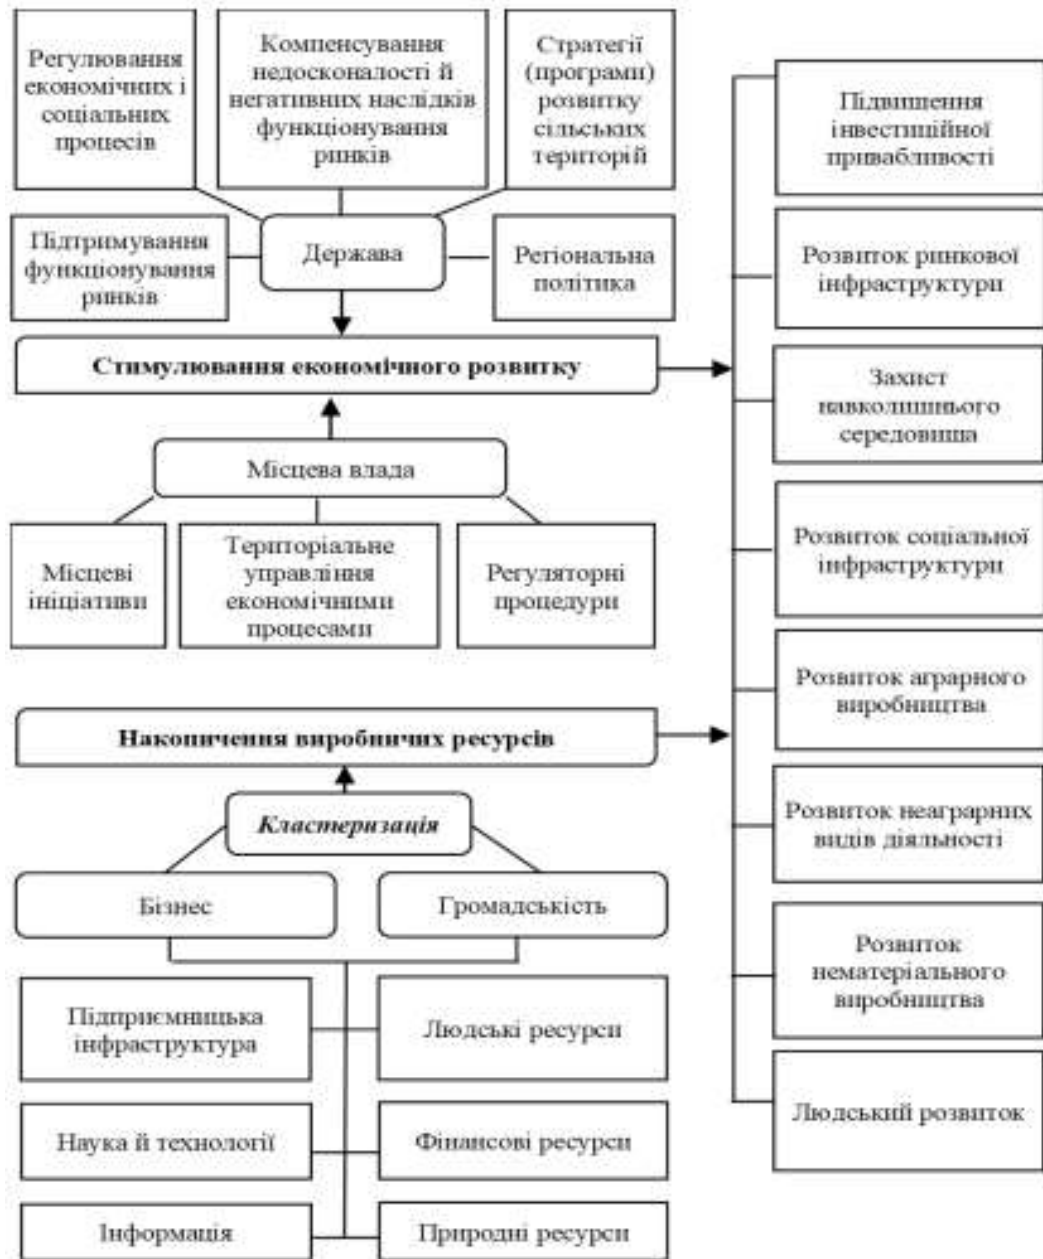 Регулювання
економічних і
соціальних
процесів
Компенсування
недосконалості й
негативних наслідків
функціонування
ринків
Стратегії
(програми)
розвитку
сільських
територій
Підтримування
функціонування
ринків
Держава
Регіональна
політика
Стимулювання економічного розвитку
Місцева влада
Місцеві
ініціативи
Територіальне
управління
економічними
процесами
Регуляторні
процедури
Накопичення виробничих ресурсів
Кластеризація
Бізнес
Громадськість
Підприємницька
інфраструктура
Людські ресурси
Наука й технології
Фінансові ресурси
Інформація
Природні ресурси
Підвишення
інвестиційної
привабливості
Розвиток ринкової
інфраструктури
Захист
навколишнього
середовиша
Розвиток соціальної
інфраструктури
Розвиток аграрного
виробництва
Розвиток неаграрних
видів діяльності
Розвиток
нематеріального
виробництва
Людський розвиток